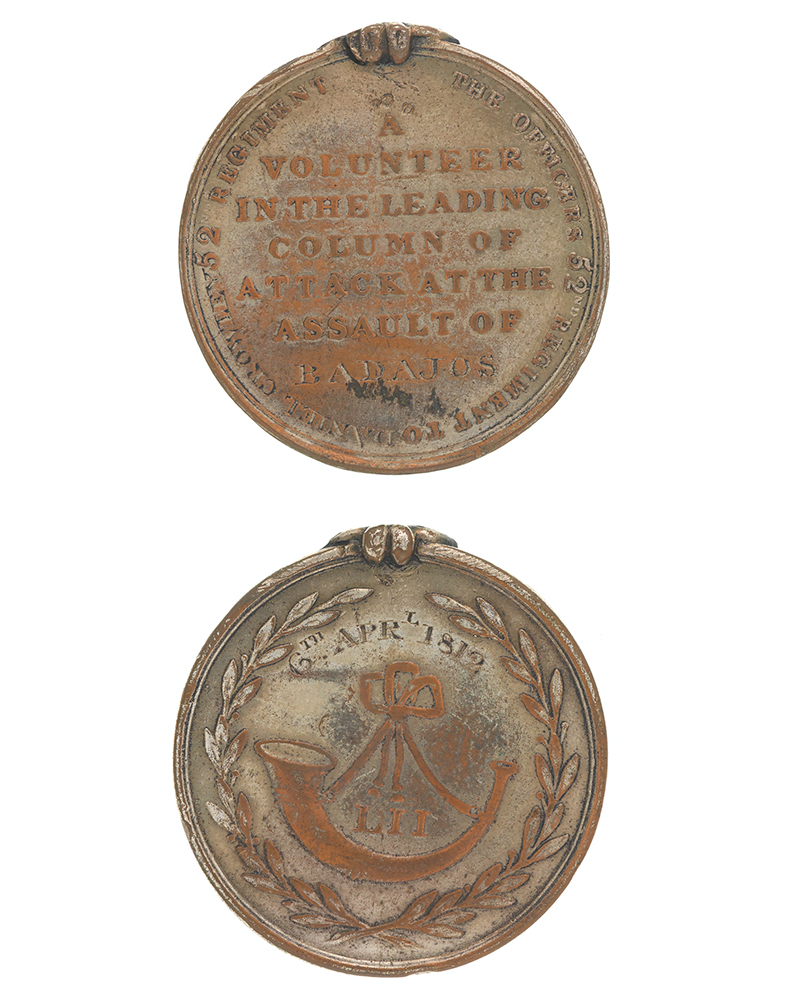 THE OFFICERS 52ND REGIMENT TO DANIEL CROWLEY 52 REGIMENT
A
VOLUNTEER
IN THE LEADING
COLUMN OF
ATTACK AT THE
ASSAULT OF
BADAJOS
6TH APRL 1812
LII